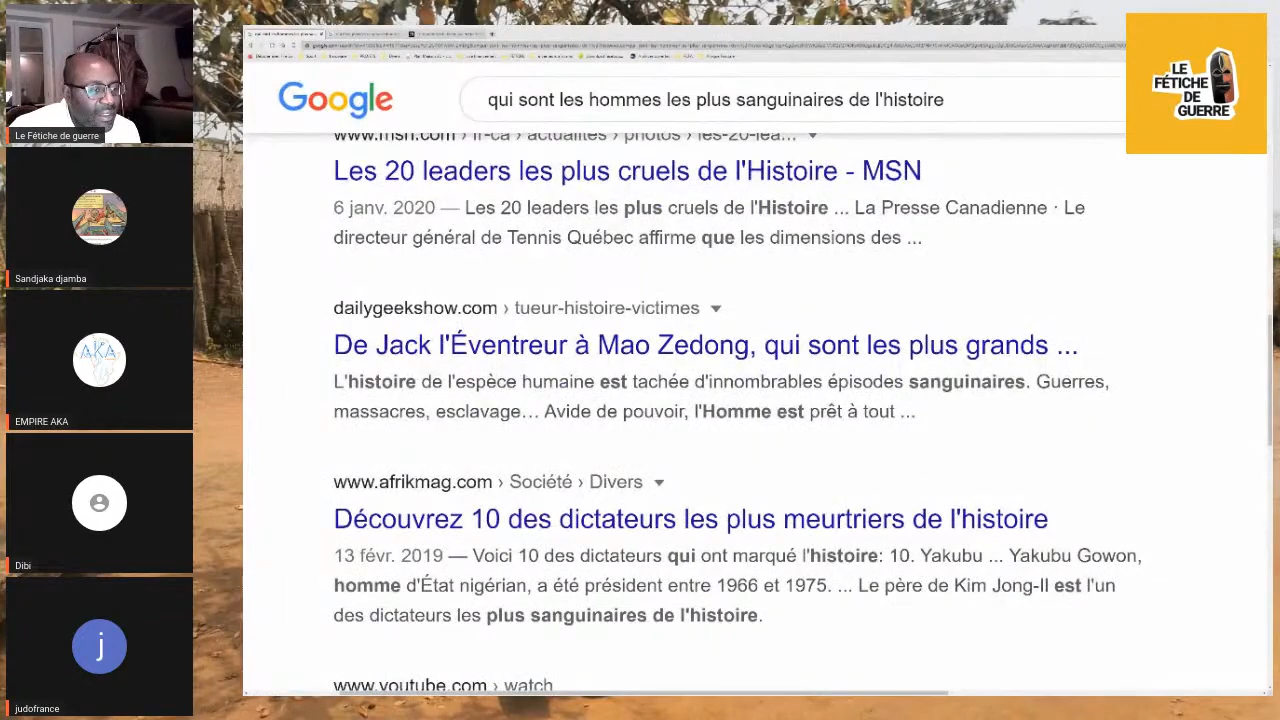 Le Fétiche de guerre
Sandjaka djamba
AKA
EMPIRE AKA
Dibi
j
judofrance
Google
qui sont les hommes les plus sanguinaires de l'histoire
LE
FÉTICHE
DE
GUERRE
www.msn.com › fr-ca › actualites › photos › les-20-lea...
Les 20 leaders les plus cruels de l'Histoire - MSN
6 janv. 2020 — Les 20 leaders les plus cruels de l'Histoire ... La Presse Canadienne · Le
directeur général de Tennis Québec affirme que les dimensions des ...
dailygeekshow.com › tueur-histoire-victimes
De Jack l'Éventreur à Mao Zedong, qui sont les plus grands ...
L'histoire de l'espèce humaine est tachée d'innombrables épisodes sanguinaires. Guerres,
massacres, esclavage… Avide de pouvoir, l'Homme est prêt à tout ...
www.afrikmag.com › Société › Divers
Découvrez 10 des dictateurs les plus meurtriers de l'histoire
13 févr. 2019 — Voici 10 des dictateurs qui ont marqué l'histoire: 10. Yakubu ... Yakubu Gowon,
homme d'État nigérian, a été président entre 1966 et 1975. ... Le père de Kim Jong-Il est l'un
des dictateurs les plus sanguinaires de l'histoire.
www.youtube.com › watch